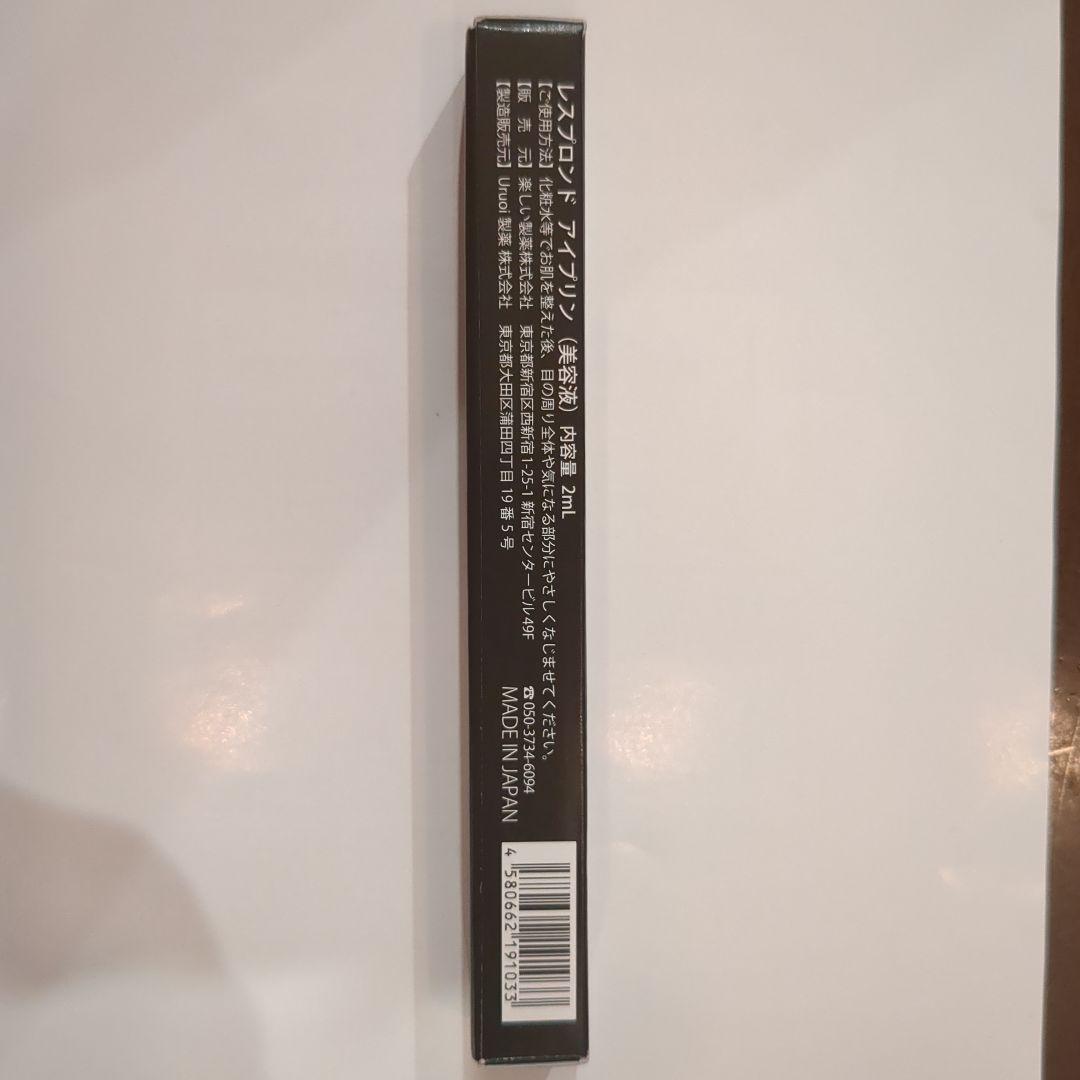 レスプロンド アイプリン（美容液）内容量 2mL
【ご使用方法】化粧水等でお肌を整えた後、目の周り全体や気になる部分にやさしくなじませてください。
【販 売 元】楽しい製薬株式会社 東京都新宿区西新宿1-25-1新宿センタービル49F ☎050-3734-6094
【製造販売元】Uruoi 製薬 株式会社 東京都大田区蒲田四丁目 19 番 5 号 MADE IN JAPAN
4 580662 191033